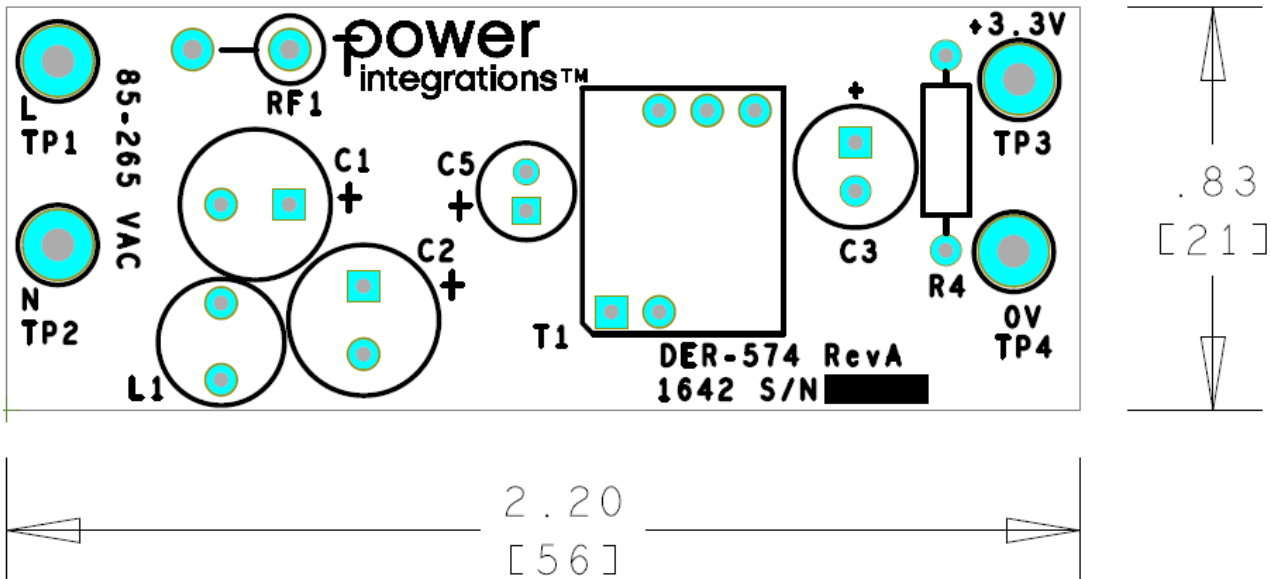 power
integrations™
+3.3V
L
TP1
85-265 VAC
RF1
TP3
C1
+
C5
+
+
C3
C2
+
R4
N
TP2
0V
TP4
T1
L1
DER-574 RevA
1642 S/N
.83
[21]
2.20
[56]